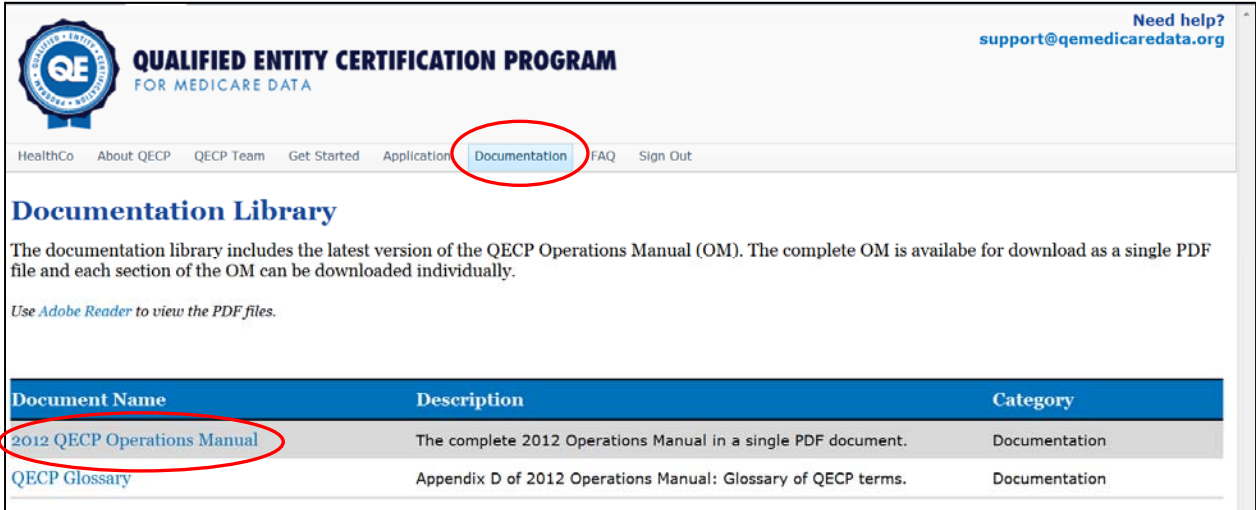 Need help?
support@qemedicaredata.org
QE
QUALIFIED ENTITY CERTIFICATION PROGRAM
FOR MEDICARE DATA
HealthCo About QECP QECP Team Get Started Application Documentation FAQ Sign Out
Documentation Library
The documentation library includes the latest version of the QECP Operations Manual (OM). The complete OM is availabe for download as a single PDF
file and each section of the OM can be downloaded individually.
Use Adobe Reader to view the PDF files.
Document Name Description Category
2012 QECP Operations Manual The complete 2012 Operations Manual in a single PDF document. Documentation
QECP Glossary Appendix D of 2012 Operations Manual: Glossary of QECP terms. Documentation